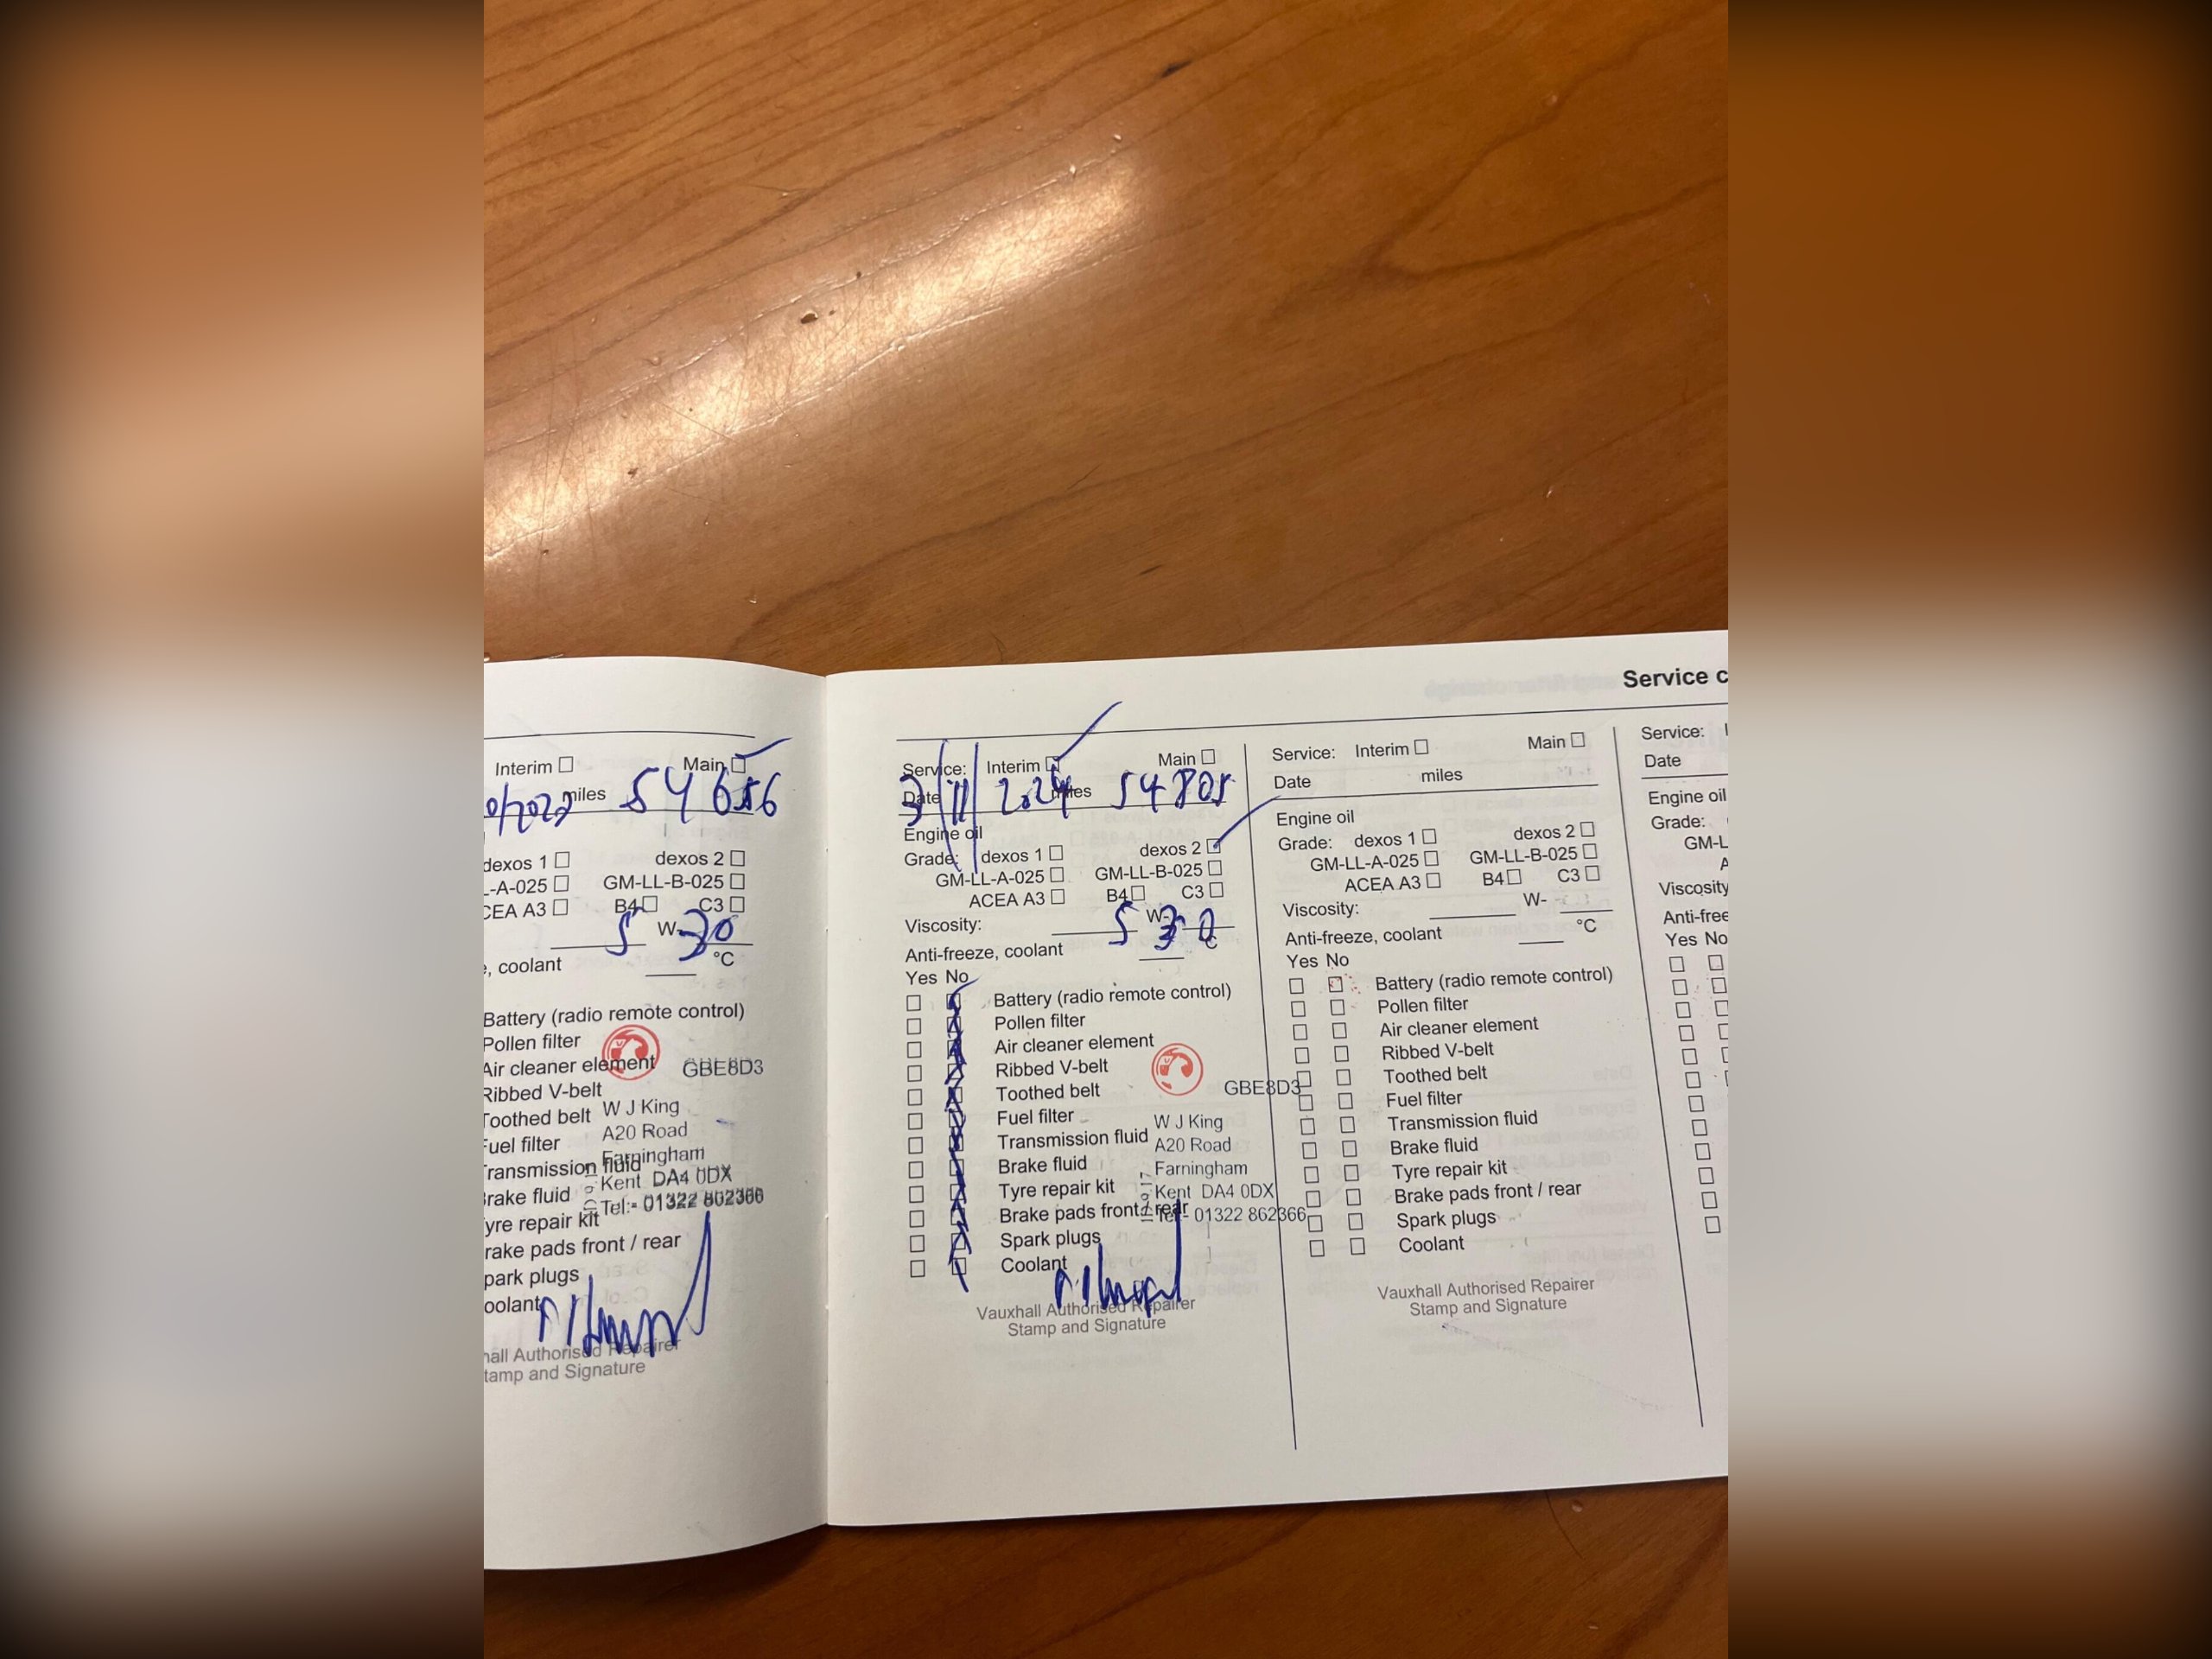 Interim Main
0/2022 miles 54656
dexos 1 dexos 2
-A-025 GM-LL-B-025
CEA A3 B4 C3
5 W-30
, coolant °C
Battery (radio remote control)
Pollen filter
Air cleaner element GBE8D3
Ribbed V-belt
Toothed belt W J King
Fuel filter A20 Road
Transmission fluid Farningham
Brake fluid Kent DA4 0DX
yre repair kit Tel:- 01322 862366
rake pads front / rear
park plugs
oolant
hall Authorised Repairer
tamp and Signature
Service: Interim Main
Date 3/11/2024 miles 54805
Engine oil
Grade: dexos 1 dexos 2
GM-LL-A-025 GM-LL-B-025
ACEA A3 B4 C3
Viscosity: 5 W-30
Anti-freeze, coolant °C
Yes No
Battery (radio remote control)
Pollen filter
Air cleaner element
Ribbed V-belt
Toothed belt GBE8D3
Fuel filter W J King
Transmission fluid A20 Road
Brake fluid Farningham
Tyre repair kit Kent DA4 0DX
Brake pads front / rear Tel:- 01322 862366
Spark plugs
Coolant
Vauxhall Authorised Repairer
Stamp and Signature
Service: Interim Main
Date miles
Engine oil
Grade: dexos 1 dexos 2
GM-LL-A-025 GM-LL-B-025
ACEA A3 B4 C3
Viscosity: W-
Anti-freeze, coolant °C
Yes No
Battery (radio remote control)
Pollen filter
Air cleaner element
Ribbed V-belt
Toothed belt
Fuel filter
Transmission fluid
Brake fluid
Tyre repair kit
Brake pads front / rear
Spark plugs
Coolant
Vauxhall Authorised Repairer
Stamp and Signature
Service c
Service: I
Date
Engine oil
Grade:
GM-L
A
Viscosity
Anti-free
Yes No